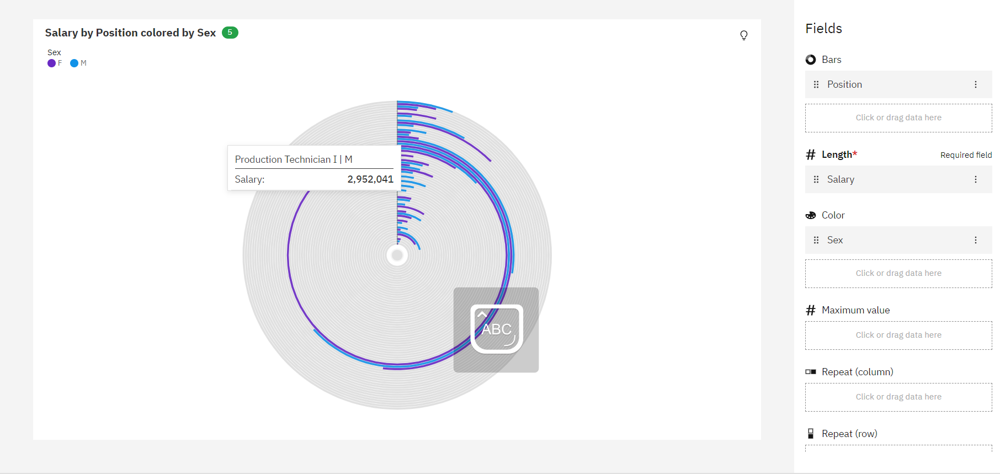 Salary by Position colored by Sex 5
Sex
F M
Production Technician I | M
Salary: 2,952,041
ABC
Fields
Bars
Position
Click or drag data here
Length* Required field
Salary
Color
Sex
Click or drag data here
Maximum value
Click or drag data here
Repeat (column)
Click or drag data here
Repeat (row)